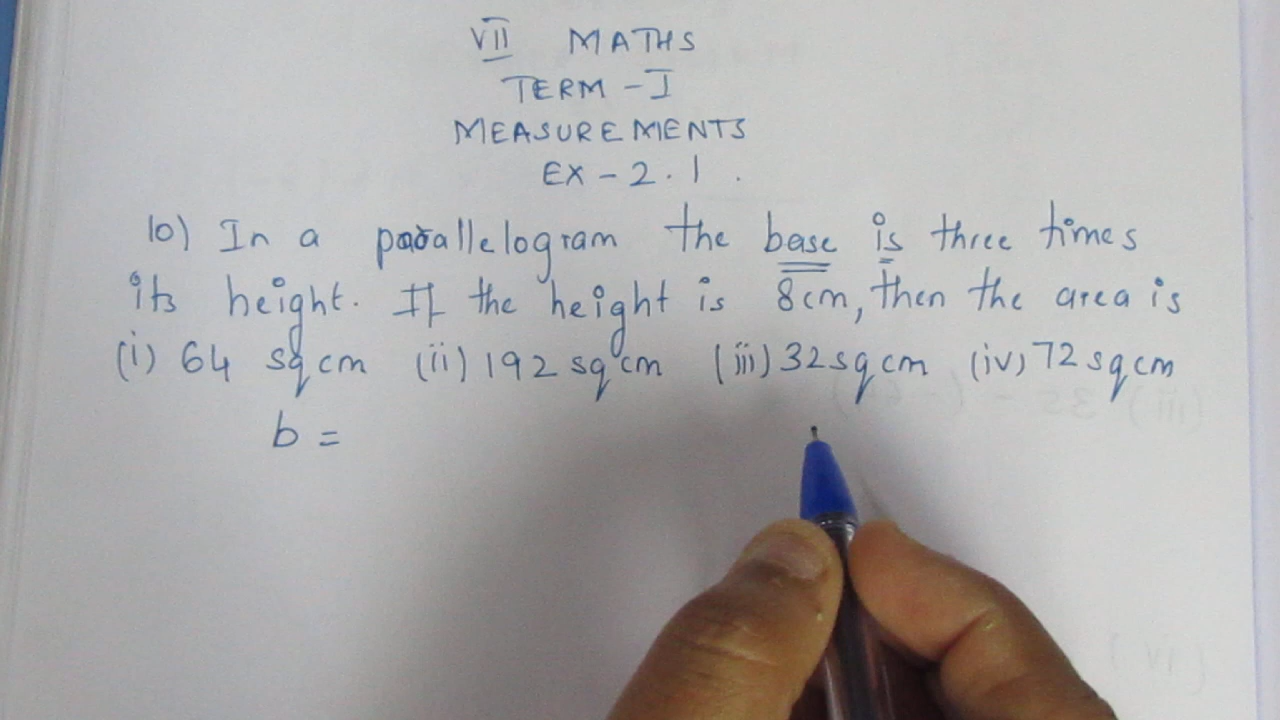 VII MATHS
TERM - I
MEASUREMENTS
EX - 2.1.
10) In a parallelogram the base is three times
its height. If the height is 8cm, then the area is
(i) 64 sq cm (ii) 192 sq cm (iii) 32 sq cm (iv) 72 sq cm
b =